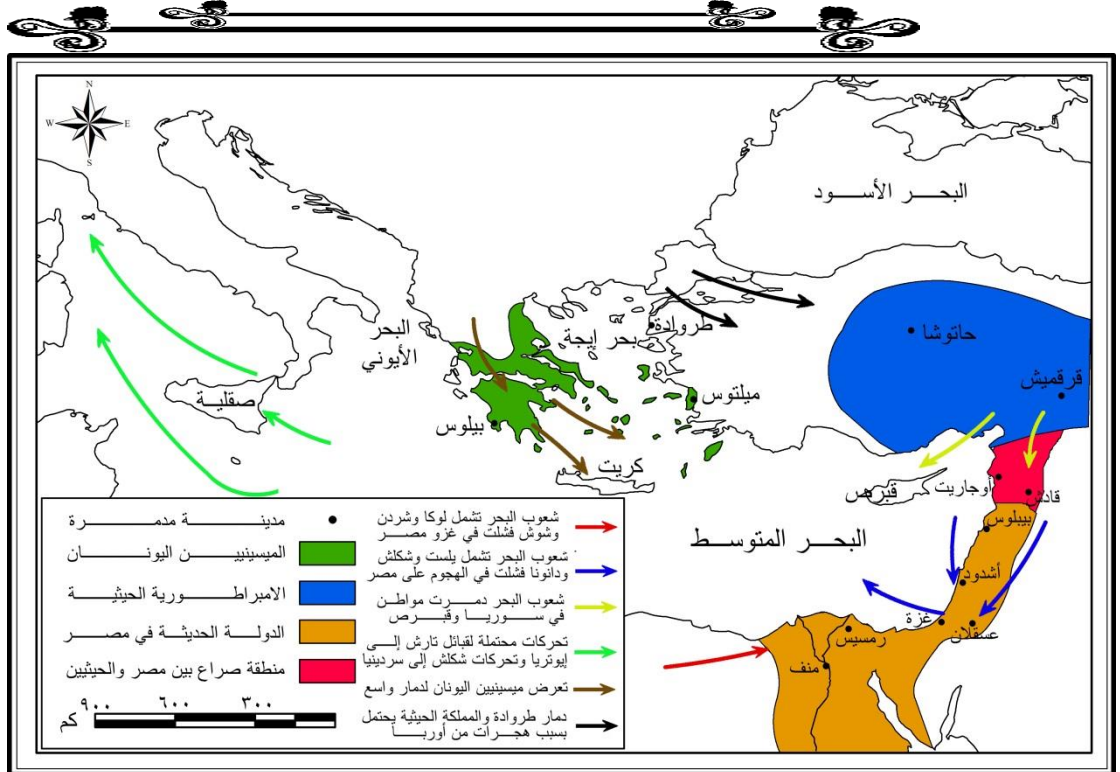 N
W
E
S
البحر الأسود
حاتوشا
طروادة
بحر إيجة
البحر
الأيوني
قرقميش
ميلتوس
صقلية
بيلوس
كريت
قبرص
أوجاريت
قادش
بيبلوس
البحر المتوسط
أشدود
غزة
عسقلان
رمسيس
منف
شعوب البحر تشمل لوكا وشردن
وشوش فشلت في غزو مصر
شعوب البحر تشمل يلست وشكلش
ودانونا فشلت في الهجوم على مصر
شعوب البحر دمرت مواطن
في سوريا وقبرص
تحركات محتملة لقبائل تارش إلى
إيوتريا وتحركات شكلش إلى سردينيا
تعرض ميسينيين اليونان لدمار واسع
دمار طروادة والمملكة الحيثية يحتمل
بسبب هجرات من أوربا
مدينة مدمرة
الميسينيين اليونان
الامبراطورية الحيثية
الدولة الحديثة في مصر
منطقة صراع بين مصر والحيثيين
٩٠٠ ٦٠٠ ٣٠٠
كم